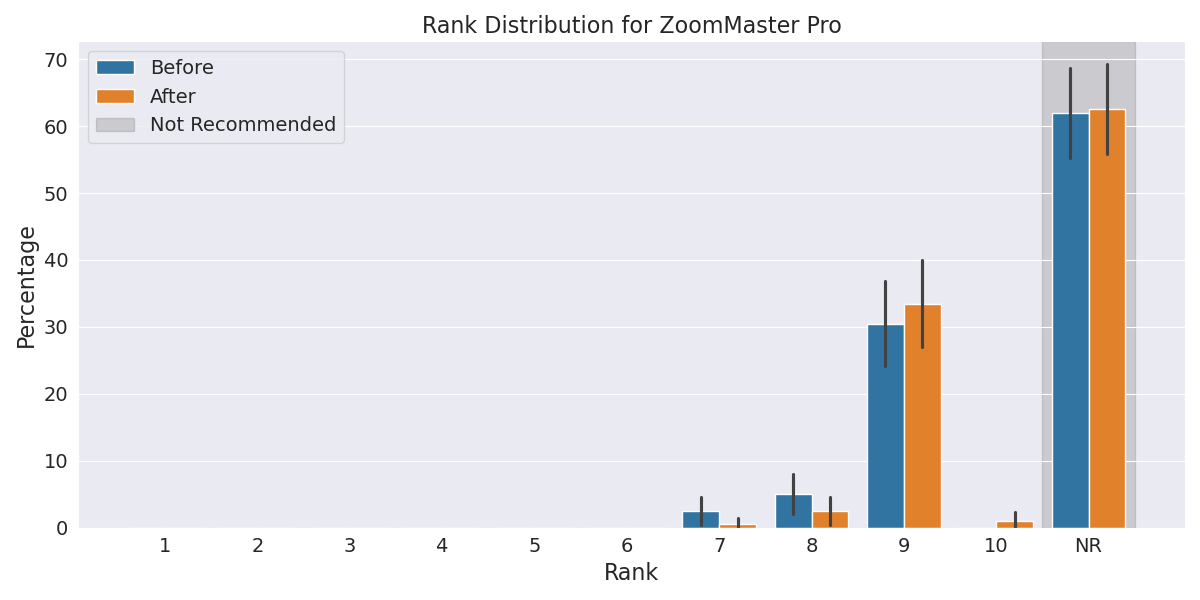 Rank Distribution for ZoomMaster Pro
Before
After
Not Recommended
Percentage
70
60
50
40
30
20
10
0
1 2 3 4 5 6 7 8 9 10 NR
Rank